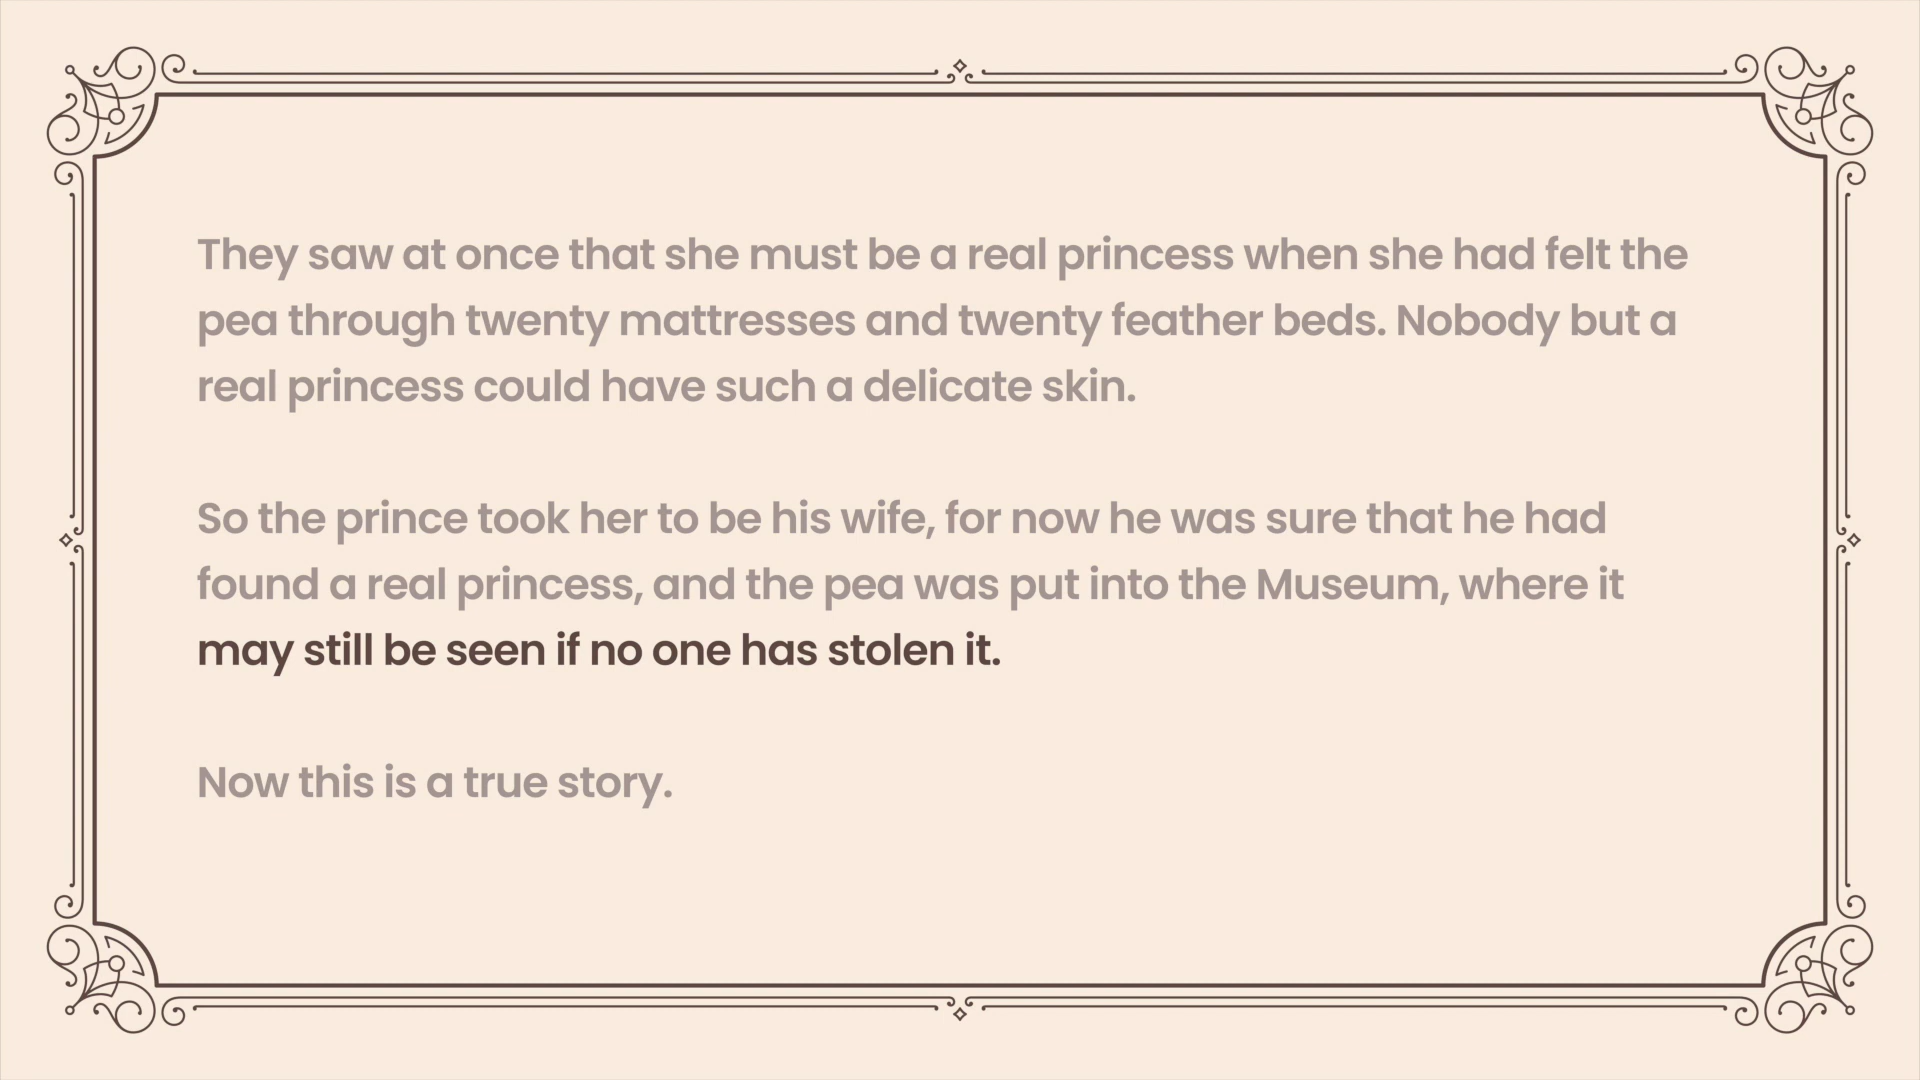 They saw at once that she must be a real princess when she had felt the
pea through twenty mattresses and twenty feather beds. Nobody but a
real princess could have such a delicate skin.
So the prince took her to be his wife, for now he was sure that he had
found a real princess, and the pea was put into the Museum, where it
may still be seen if no one has stolen it.
Now this is a true story.